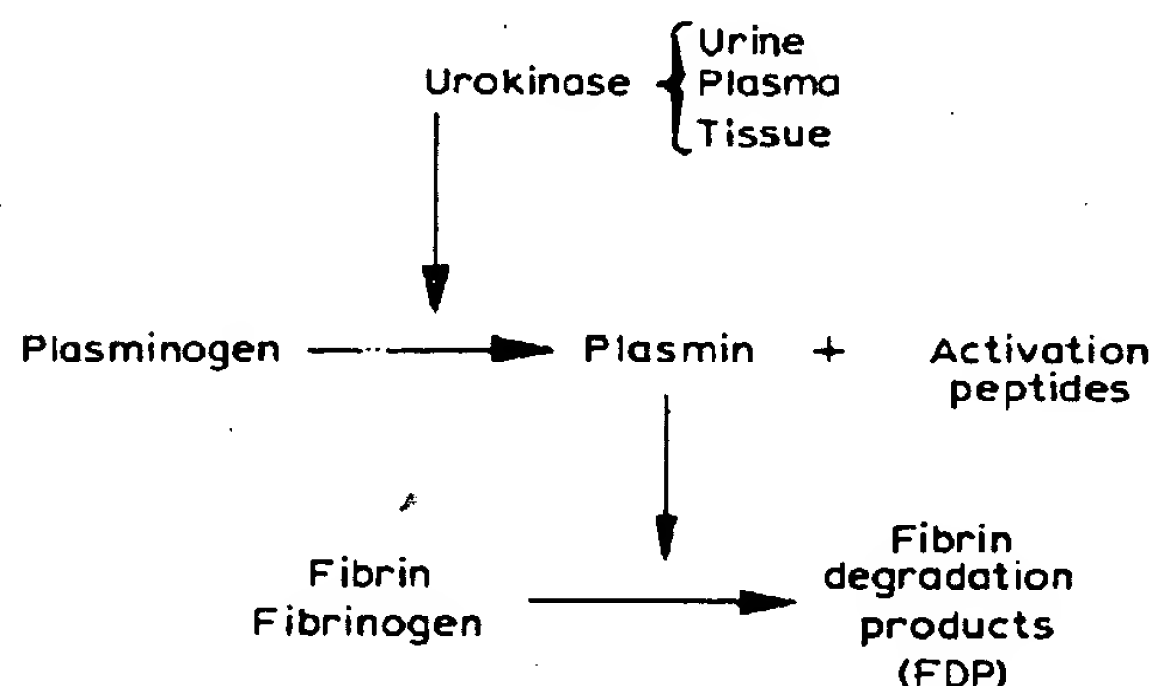 Urokinase
Urine
Plasma
Tissue
Plasminogen
Plasmin + Activation
peptides
Fibrin
Fibrinogen
Fibrin
degradation
products
(FDP)